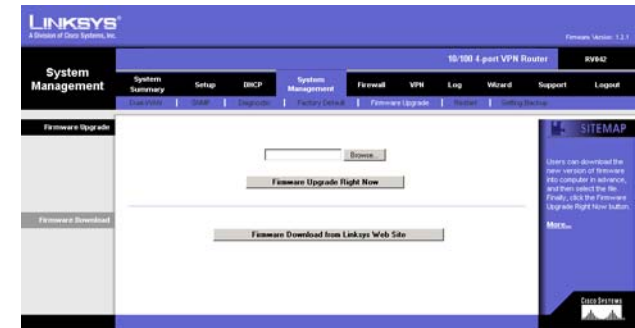 LINKSYS®
A Division of Cisco Systems, Inc.
Firmware Version: 1.2.1
10/100 4-port VPN Router
RV042
System Management
System Summary
Setup
DHCP
System Management
Firewall
VPN
Log
Wizard
Support
Logout
Dual-WAN | SNMP | Diagnostic | Factory Default | Firmware Upgrade | Restart | Setting Backup
Firmware Upgrade
Browse...
Firmware Upgrade Right Now
Firmware Download
Firmware Download from Linksys Web Site
SITEMAP
Users can download the
new version of firmware
into computer in advance,
and then select the file.
Finally, click the Firmware
Upgrade Right Now button.
More...
CISCO SYSTEMS